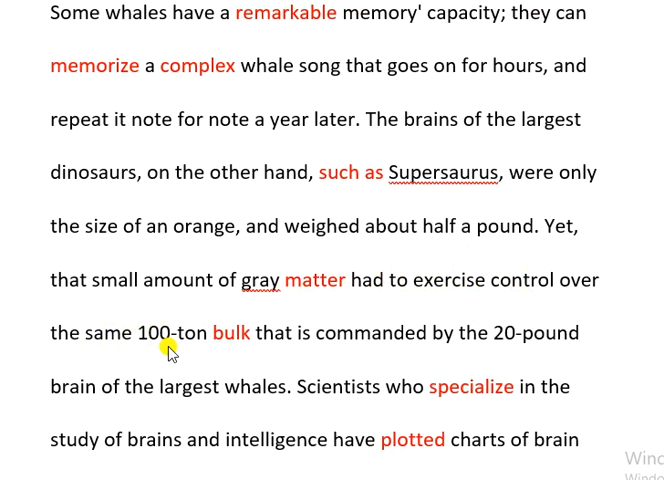 Some whales have a remarkable memory' capacity; they can
memorize a complex whale song that goes on for hours, and
repeat it note for note a year later. The brains of the largest
dinosaurs, on the other hand, such as Supersaurus, were only
the size of an orange, and weighed about half a pound. Yet,
that small amount of gray matter had to exercise control over
the same 100-ton bulk that is commanded by the 20-pound
brain of the largest whales. Scientists who specialize in the
study of brains and intelligence have plotted charts of brain
Wind
Windo